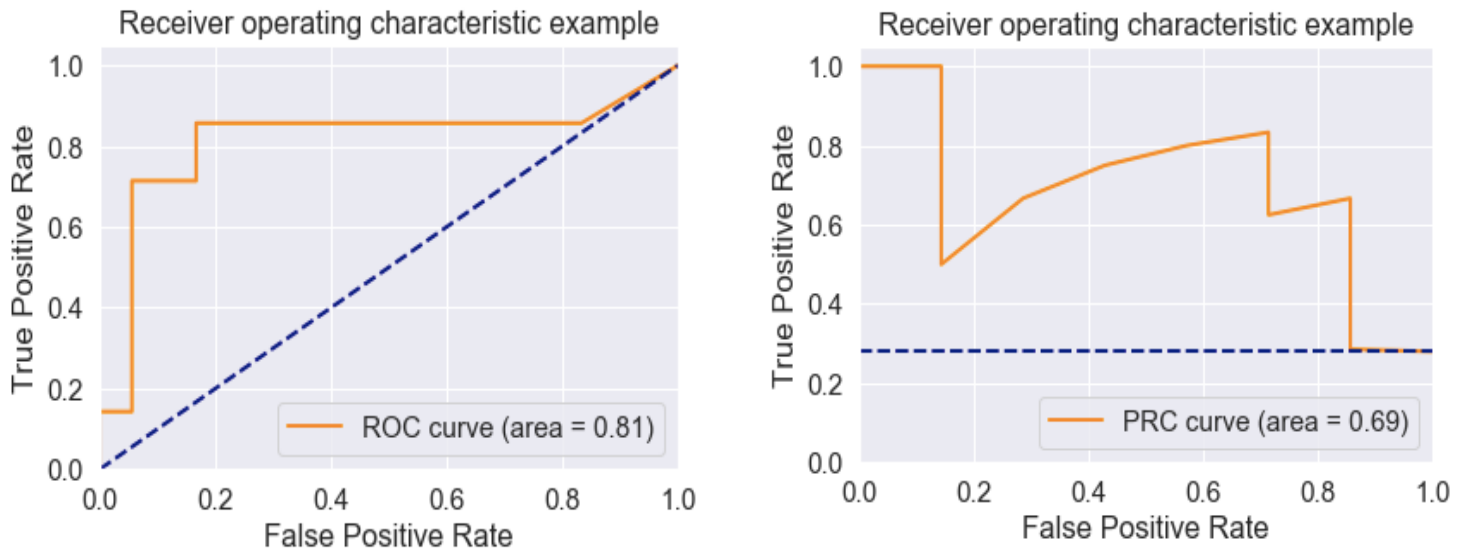 Receiver operating characteristic example
1.0
0.8
0.6
0.4
0.2
0.0
True Positive Rate
ROC curve (area = 0.81)
0.0 0.2 0.4 0.6 0.8 1.0
False Positive Rate
Receiver operating characteristic example
1.0
0.8
0.6
0.4
0.2
0.0
True Positive Rate
PRC curve (area = 0.69)
0.0 0.2 0.4 0.6 0.8 1.0
False Positive Rate